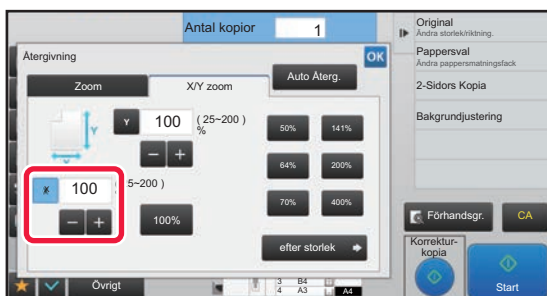 Antal kopior
1
Original
Ändra storlek/riktning.
Pappersval
Ändra pappersmatningsfack
2-Sidors Kopia
Bakgrundjustering
Återgivning
OK
Zoom
X/Y zoom
Auto Återg.
Y
Y
100
( 25~200 )
%
50%
141%
64%
200%
70%
400%
X
100
5~200 )
100%
efter storlek
Förhandsgr.
CA
Korrektur-
kopia
Start
Övrigt
3 B4
4 A3
A4